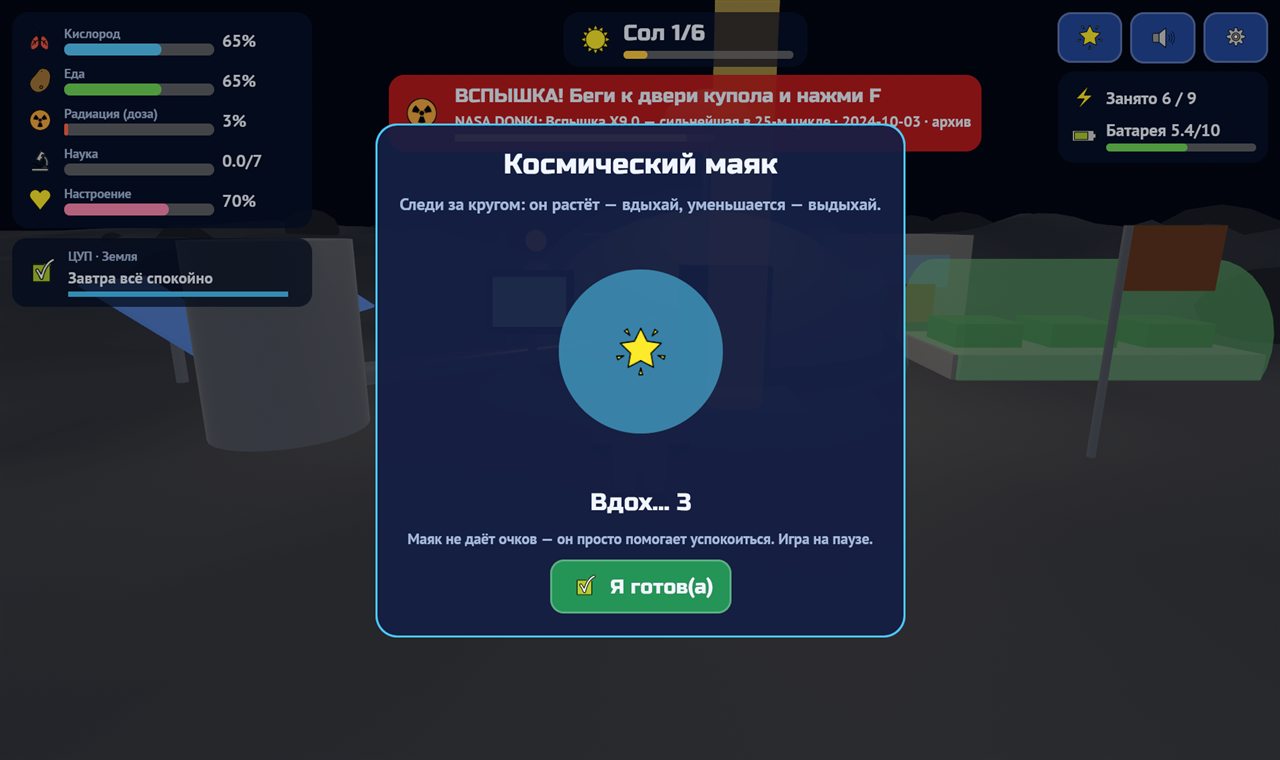 Кислород
65%
Еда
65%
Радиация (доза)
3%
Наука
0.0/7
Настроение
70%
ЦУП · Земля
Завтра всё спокойно
Сол 1/6
ВСПЫШКА! Беги к двери купола и нажми F
NASA DONKI: Вспышка X9.0 — сильнейшая в 25-м цикле · 2024-10-03 · архив
Занято 6 / 9
Батарея 5.4/10
Космический маяк
Следи за кругом: он растёт — вдыхай, уменьшается — выдыхай.
Вдох... 3
Маяк не даёт очков — он просто помогает успокоиться. Игра на паузе.
Я готов(а)